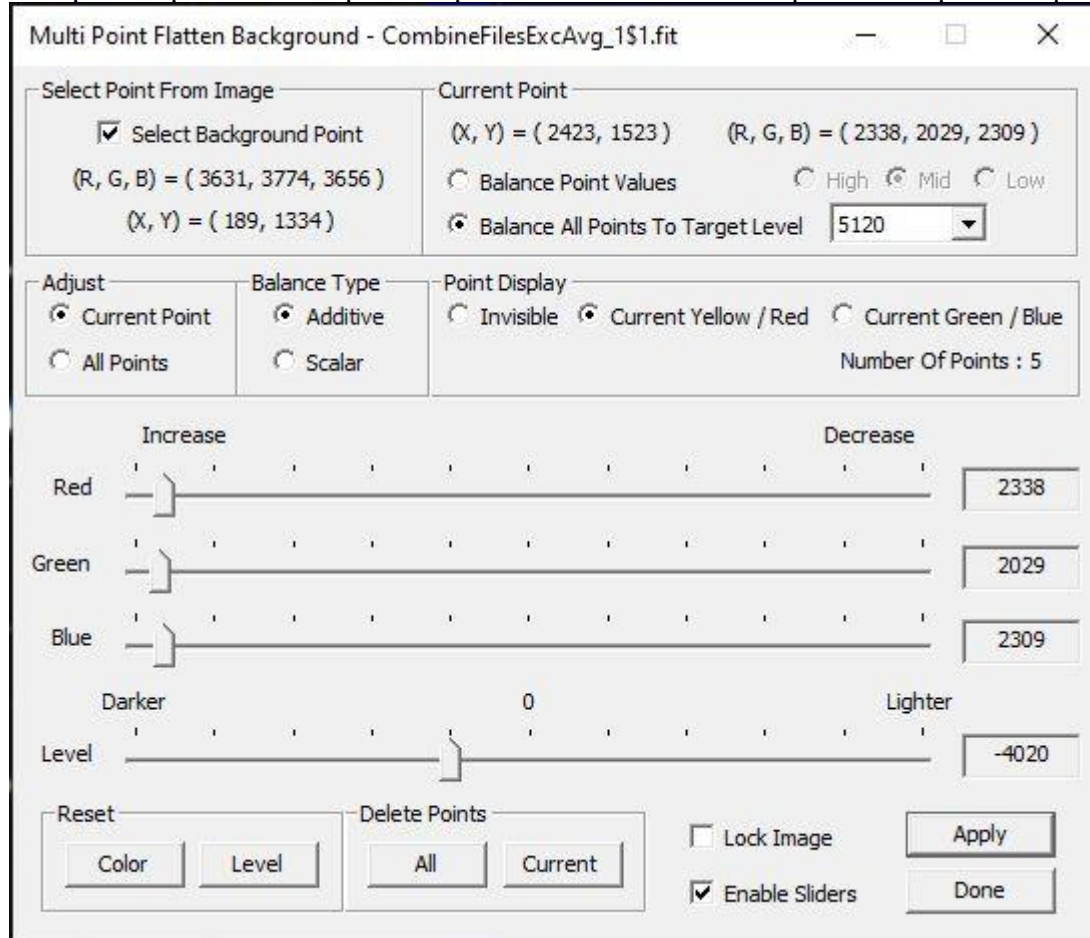 Multi Point Flatten Background - CombineFilesExcAvg_1$1.fit
Select Point From Image
Select Background Point
(R, G, B) = ( 3631, 3774, 3656 )
(X, Y) = ( 189, 1334 )
Current Point
(X, Y) = ( 2423, 1523 ) (R, G, B) = ( 2338, 2029, 2309 )
Balance Point Values High Mid Low
Balance All Points To Target Level 5120
Adjust
Current Point
All Points
Balance Type
Additive
Scalar
Point Display
Invisible Current Yellow / Red Current Green / Blue
Number Of Points : 5
Increase Decrease
Red 2338
Green 2029
Blue 2309
Darker 0 Lighter
Level -4020
Reset
Color Level
Delete Points
All Current
Lock Image
Enable Sliders
Apply
Done